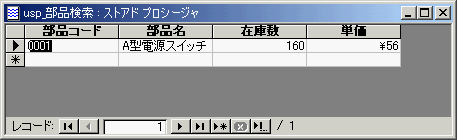 usp_部品検索 : ストアド プロシージャ
部品コード 部品名 在庫数 単価
0001 A型電源スイッチ 160 ¥56
レコード: 1 / 1